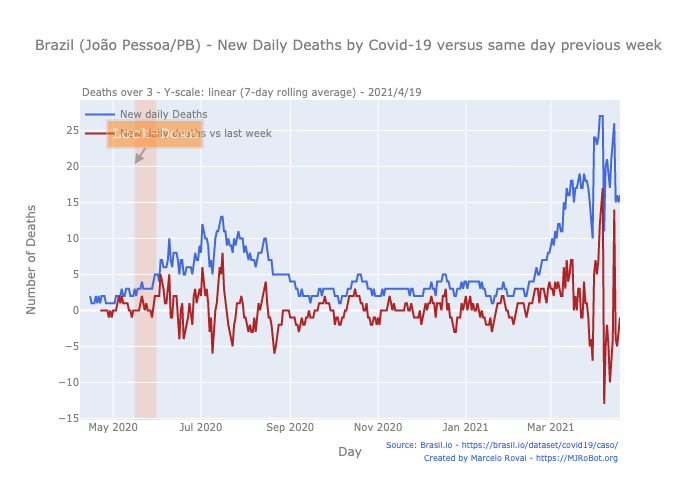 Brazil (João Pessoa/PB) - New Daily Deaths by Covid-19 versus same day previous week
Deaths over 3 - Y-scale: linear (7-day rolling average) - 2021/4/19
New daily Deaths
New daily deaths vs last week
Lock-Down
25
20
15
10
5
0
−5
−10
−15
Number of Deaths
May 2020
Jul 2020
Sep 2020
Nov 2020
Jan 2021
Mar 2021
Day
Source: Brasil.io - https://brasil.io/dataset/covid19/caso/
Created by Marcelo Rovai - https://MJRoBot.org